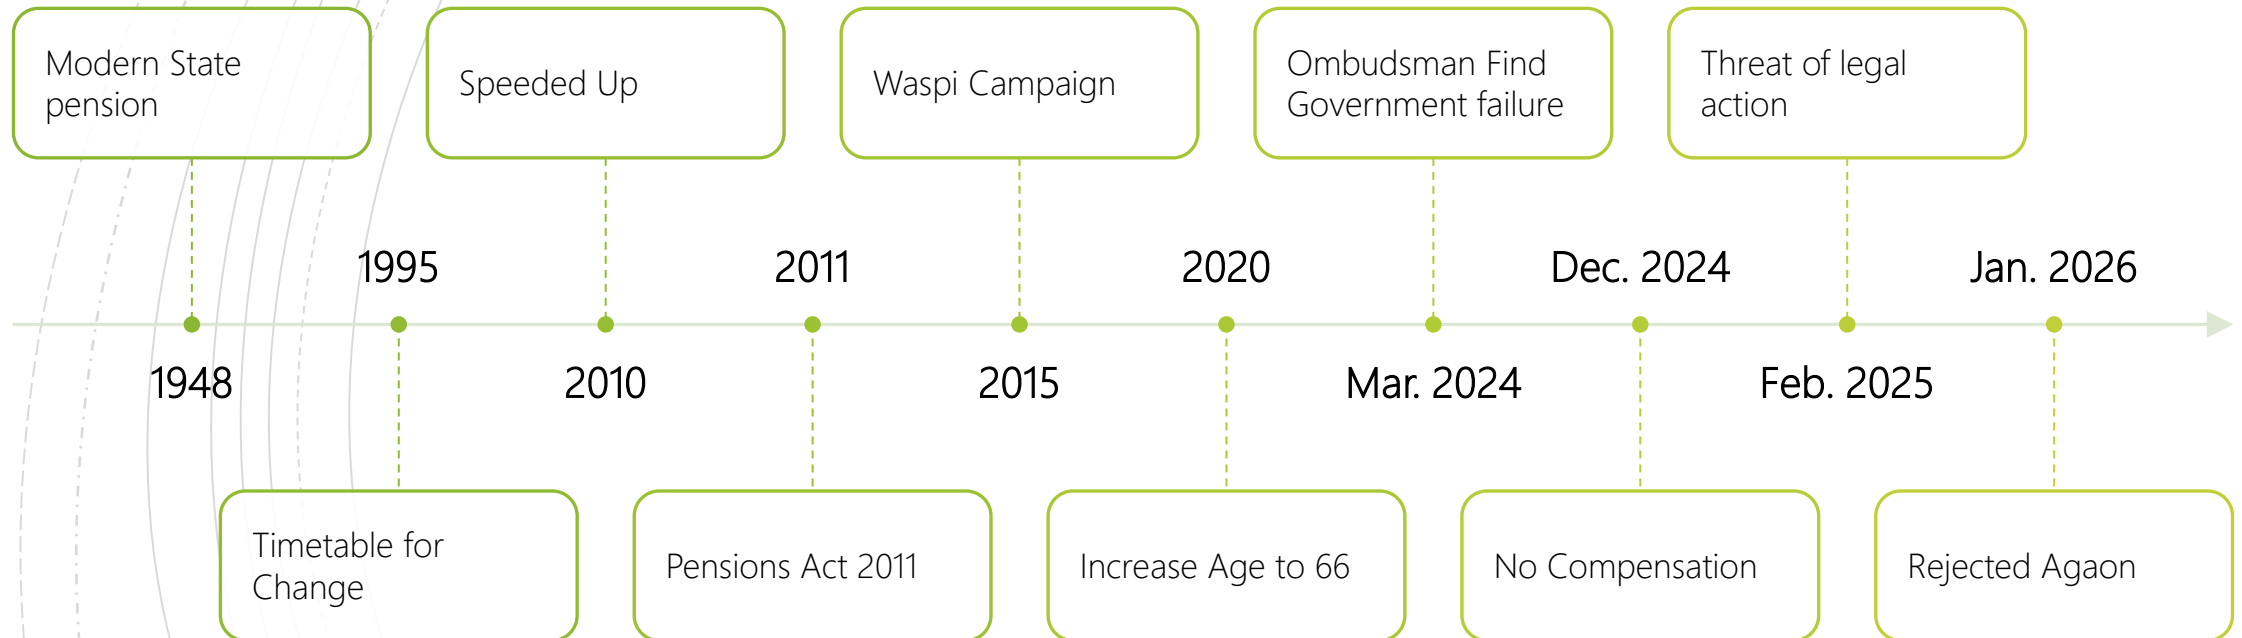 Modern State
pension
Speeded Up
Waspi Campaign
Ombudsman Find
Government failure
Threat of legal
action
1995
2011
2020
Dec. 2024
Jan. 2026
1948
2010
2015
Mar. 2024
Feb. 2025
Timetable for
Change
Pensions Act 2011
Increase Age to 66
No Compensation
Rejected Agaon